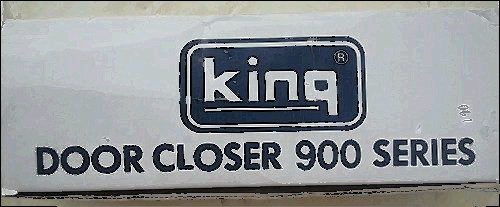 king ®
DOOR CLOSER 900 SERIES